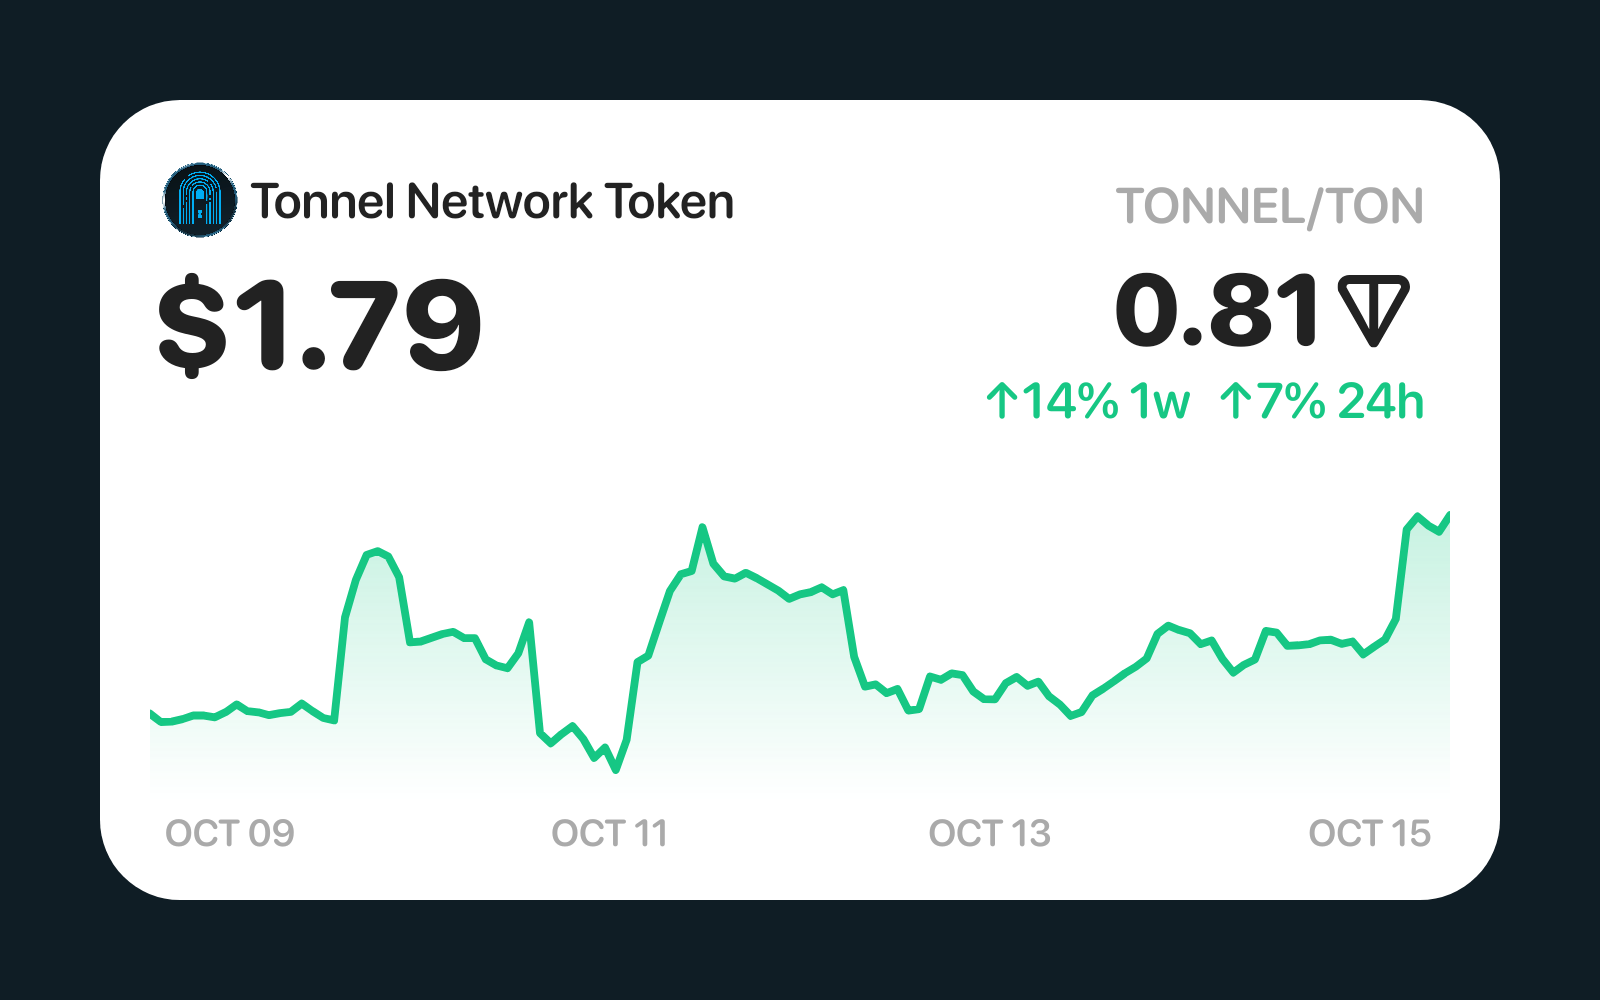 Tonnel Network Token
TONNEL/TON
$1.79
0.81
↑14% 1w ↑7% 24h
OCT 09
OCT 11
OCT 13
OCT 15